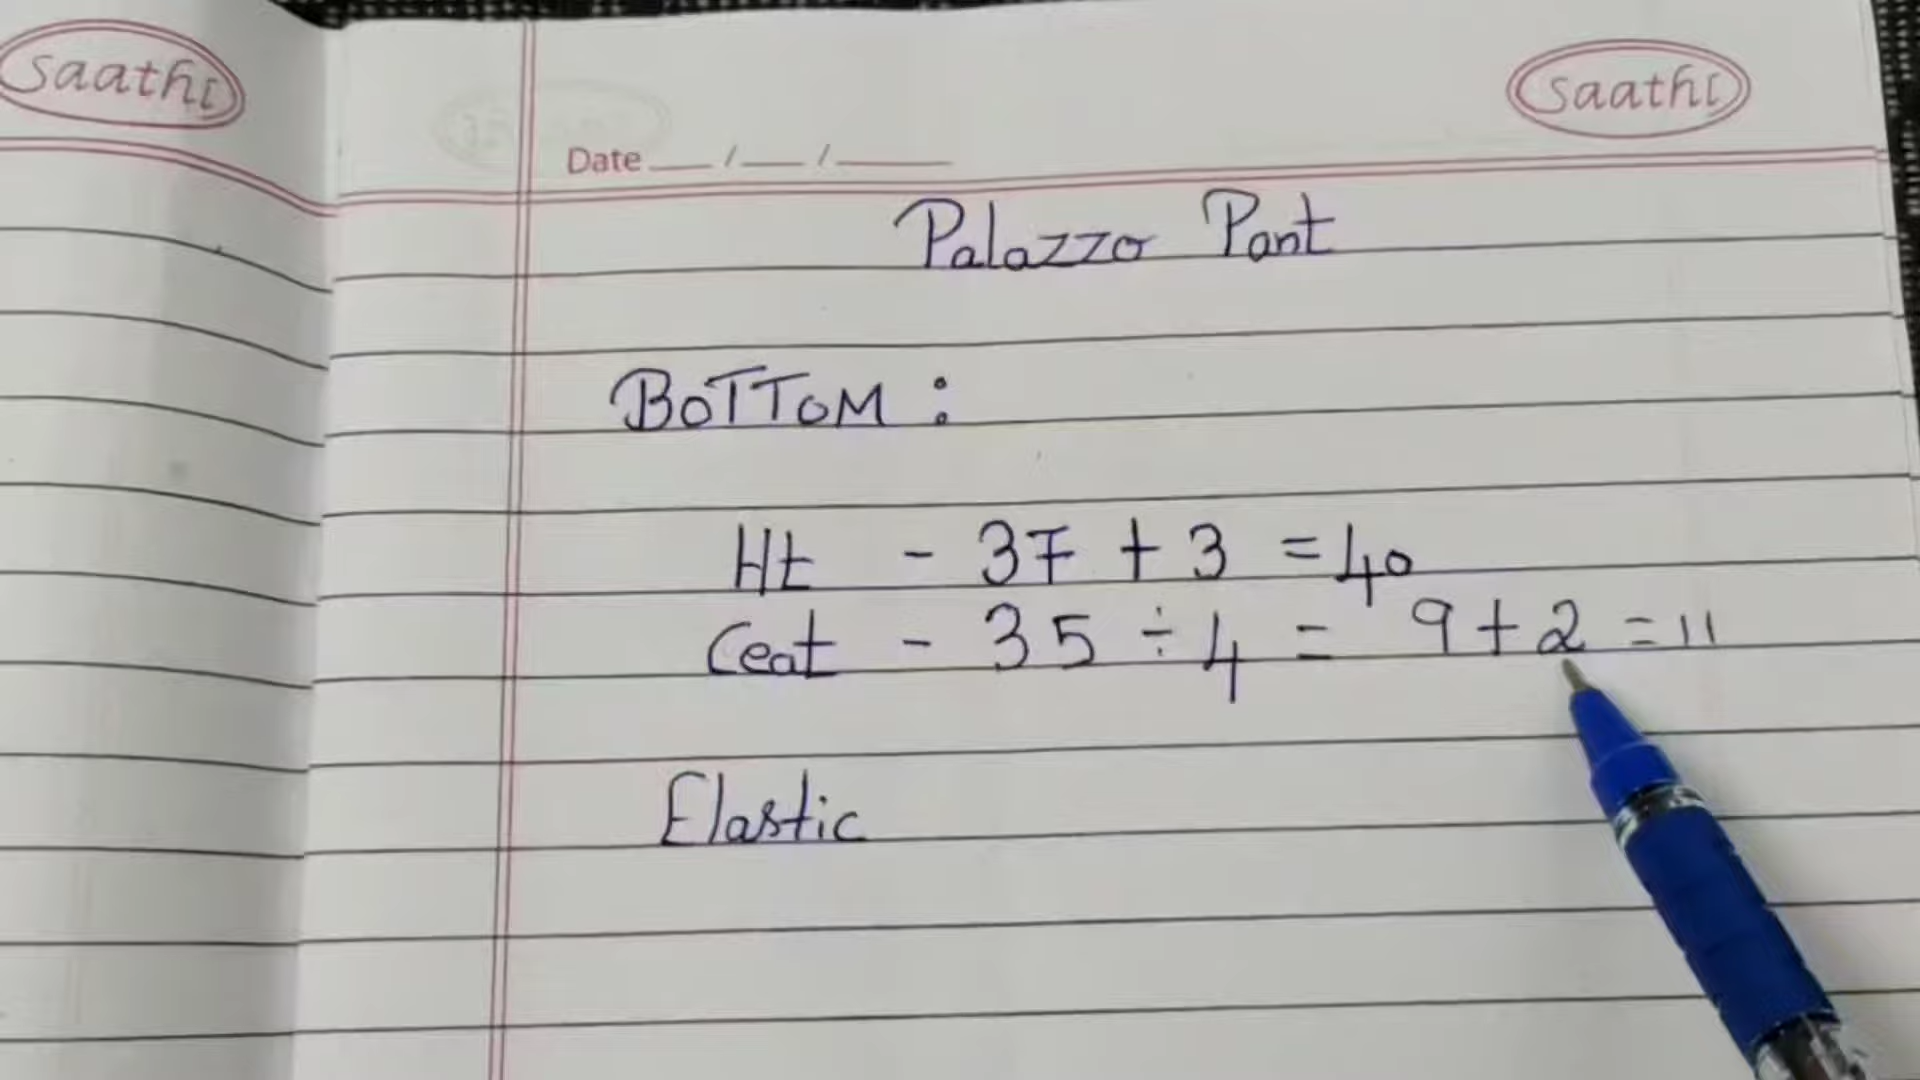 saathi
saathi
Date __/__/____
Palazzo Pant
BOTTOM :
Ht - 37 + 3 = 40
Ceat - 35 ÷ 4 = 9 + 2 = 11
Elastic